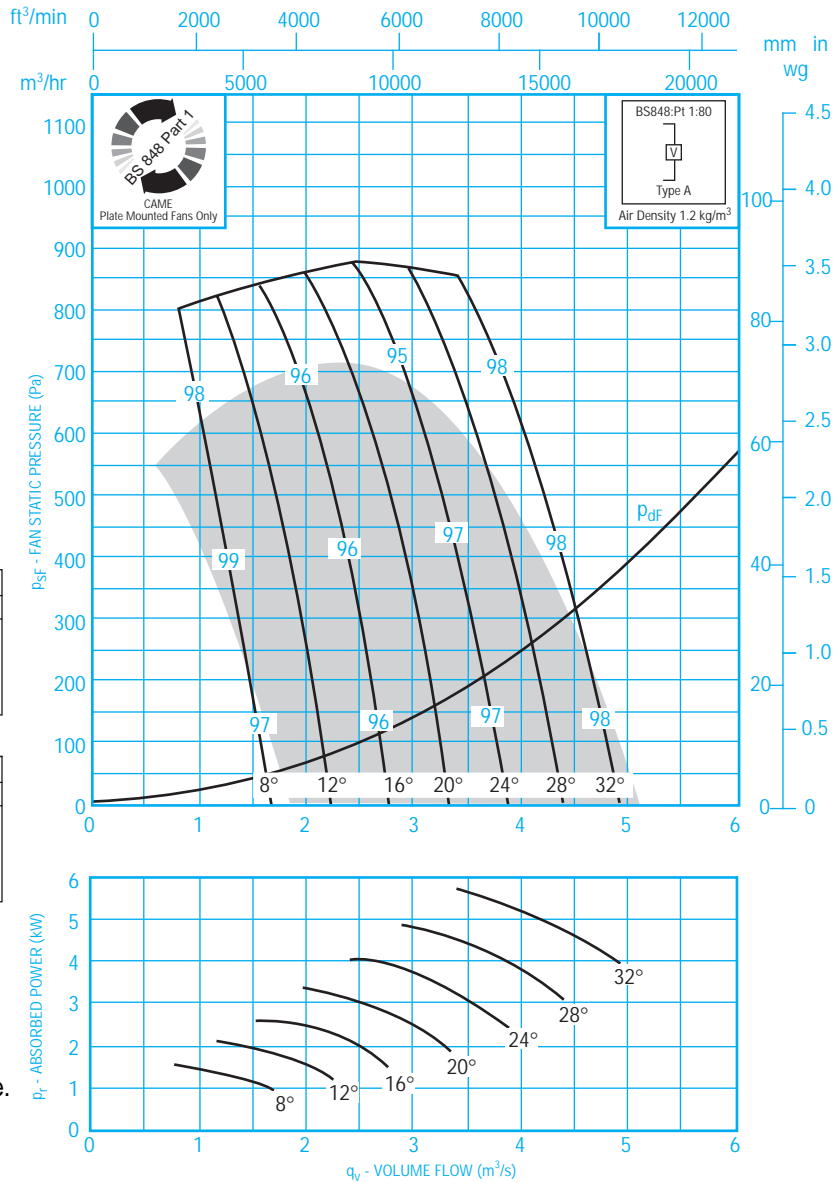 ft³/min 0 2000 4000 6000 8000 10000 12000
mm in
wg
m³/hr 0 5000 10000 15000 20000
BS 848 Part 1
CAME
Plate Mounted Fans Only
BS848:Pt 1:80
V
Type A
Air Density 1.2 kg/m³
pSF - FAN STATIC PRESSURE (Pa)
1100
1000
900
800
700
600
500
400
300
200
100
0
100
80
60
40
20
0
4.5
4.0
3.5
3.0
2.5
2.0
1.5
1.0
0.5
0
98 96 95 98
99 96 97 98
97 96 97 98
pdF
8° 12° 16° 20° 24° 28° 32°
0 1 2 3 4 5 6
pr - ABSORBED POWER (kW)
6
5
4
3
2
1
0
8° 12° 16° 20° 24° 28° 32°
0 1 2 3 4 5 6
qv - VOLUME FLOW (m³/s)
e.